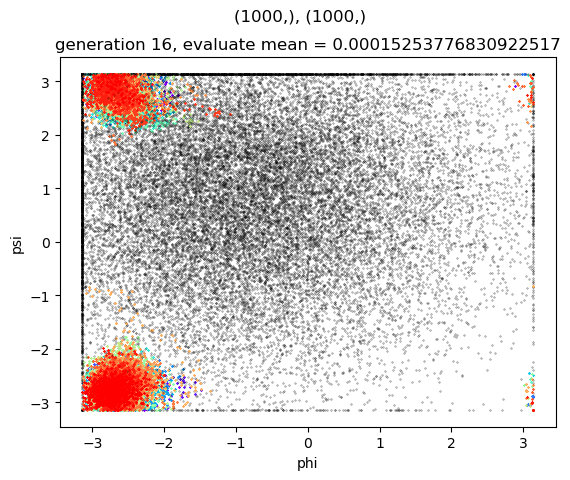 (1000,), (1000,)
generation 16, evaluate mean = 0.00015253776830922517
3
2
1
0
−1
−2
−3
psi
−3 −2 −1 0 1 2 3
phi